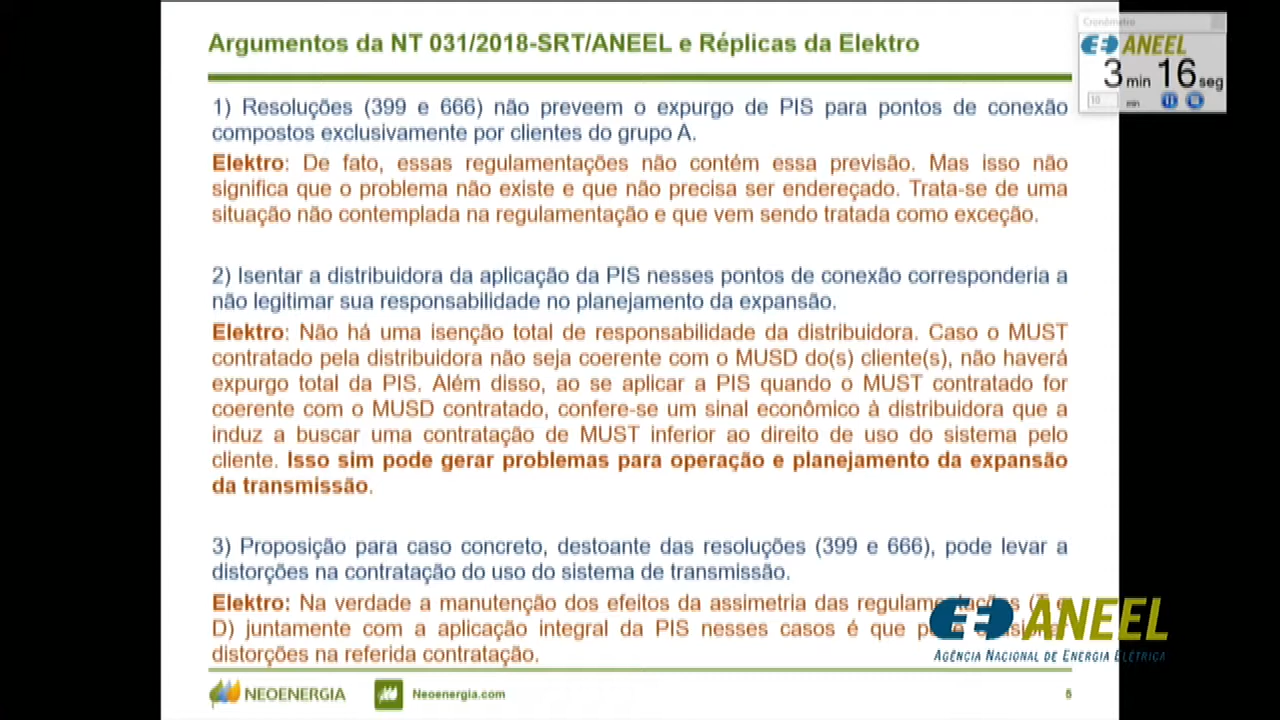 Argumentos da NT 031/2018-SRT/ANEEL e Réplicas da Elektro
Cronômetro
ANEEL
3 min 16 seg
10 min
1) Resoluções (399 e 666) não preveem o expurgo de PIS para pontos de conexão
compostos exclusivamente por clientes do grupo A.
Elektro: De fato, essas regulamentações não contém essa previsão. Mas isso não
significa que o problema não existe e que não precisa ser endereçado. Trata-se de uma
situação não contemplada na regulamentação e que vem sendo tratada como exceção.
2) Isentar a distribuidora da aplicação da PIS nesses pontos de conexão corresponderia a
não legitimar sua responsabilidade no planejamento da expansão.
Elektro: Não há uma isenção total de responsabilidade da distribuidora. Caso o MUST
contratado pela distribuidora não seja coerente com o MUSD do(s) cliente(s), não haverá
expurgo total da PIS. Além disso, ao se aplicar a PIS quando o MUST contratado for
coerente com o MUSD contratado, confere-se um sinal econômico à distribuidora que a
induz a buscar uma contratação de MUST inferior ao direito de uso do sistema pelo
cliente. Isso sim pode gerar problemas para operação e planejamento da expansão
da transmissão.
3) Proposição para caso concreto, destoante das resoluções (399 e 666), pode levar a
distorções na contratação do uso do sistema de transmissão.
Elektro: Na verdade a manutenção dos efeitos da assimetria das regulamentações (T e
D) juntamente com a aplicação integral da PIS nesses casos é que
distorções na referida contratação.
ANEEL
AGÊNCIA NACIONAL DE ENERGIA ELÉTRICA
NEOENERGIA
Neoenergia.com
5